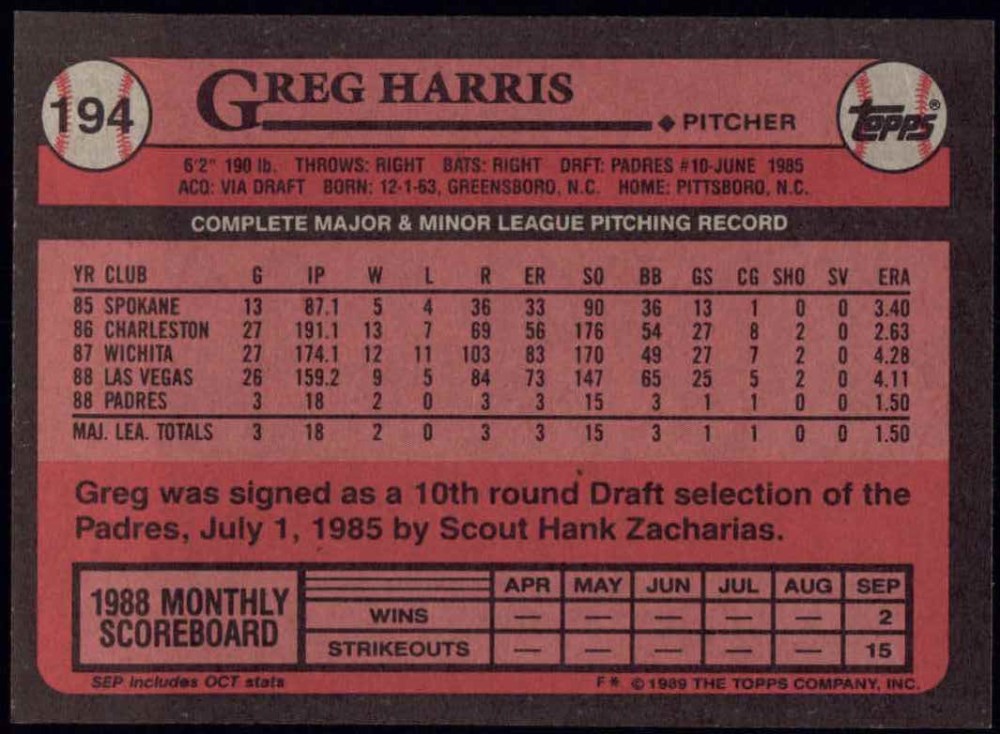 194
GREG HARRIS
◆ PITCHER
TOPPS®
6'2" 190 lb. THROWS: RIGHT BATS: RIGHT DRFT: PADRES #10-JUNE 1985
ACQ: VIA DRAFT BORN: 12-1-63, GREENSBORO, N.C. HOME: PITTSBORO, N.C.
COMPLETE MAJOR & MINOR LEAGUE PITCHING RECORD
YR CLUB G IP W L R ER SO BB GS CG SHO SV ERA
85 SPOKANE 13 87.1 5 4 36 33 90 36 13 1 0 0 3.40
86 CHARLESTON 27 191.1 13 7 69 56 176 54 27 8 2 0 2.63
87 WICHITA 27 174.1 12 11 103 83 170 49 27 7 2 0 4.28
88 LAS VEGAS 26 159.2 9 5 84 73 147 65 25 5 2 0 4.11
88 PADRES 3 18 2 0 3 3 15 3 1 1 0 0 1.50
MAJ. LEA. TOTALS 3 18 2 0 3 3 15 3 1 1 0 0 1.50
Greg was signed as a 10th round Draft selection of the
Padres, July 1, 1985 by Scout Hank Zacharias.
1988 MONTHLY
SCOREBOARD
APR MAY JUN JUL AUG SEP
WINS — — — — — 2
STRIKEOUTS — — — — — 15
SEP includes OCT stats
F* © 1989 THE TOPPS COMPANY, INC.